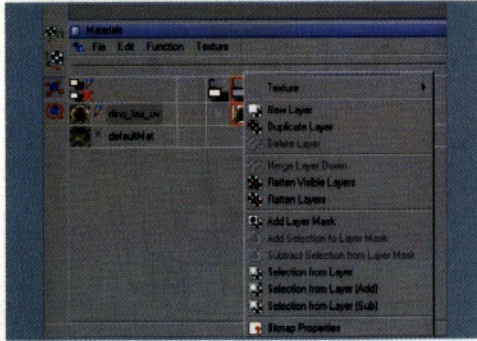 Materials
File Edit Function Texture
dino_tea_uv
defaultMat
Texture
New Layer
Duplicate Layer
Delete Layer
Merge Layer Down
Flatten Visible Layers
Flatten Layers
Add Layer Mask
Add Selection to Layer Mask
Subtract Selection from Layer Mask
Selection from Layer
Selection from Layer (Add)
Selection from Layer (Sub)
Bitmap Properties